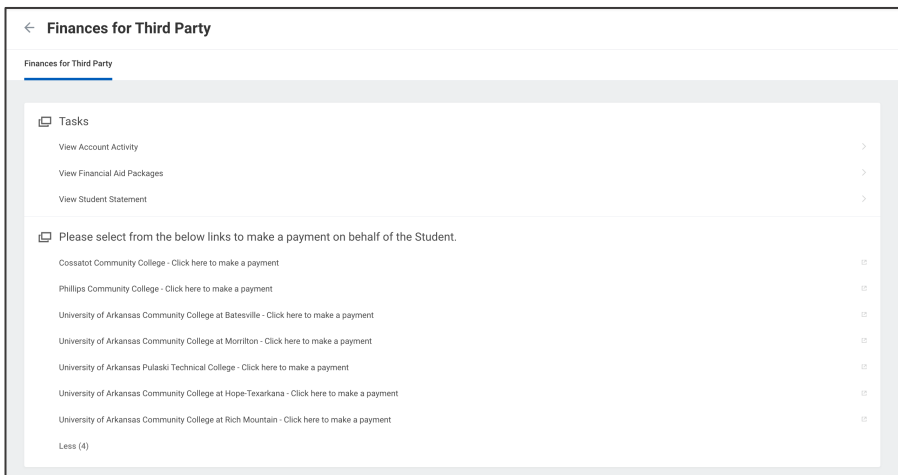 Finances for Third Party
Finances for Third Party
Tasks
View Account Activity
View Financial Aid Packages
View Student Statement
Please select from the below links to make a payment on behalf of the Student.
Cossatot Community College - Click here to make a payment
Phillips Community College - Click here to make a payment
University of Arkansas Community College at Batesville - Click here to make a payment
University of Arkansas Community College at Morrilton - Click here to make a payment
University of Arkansas Pulaski Technical College - Click here to make a payment
University of Arkansas Community College at Hope-Texarkana - Click here to make a payment
University of Arkansas Community College at Rich Mountain - Click here to make a payment
Less (4)